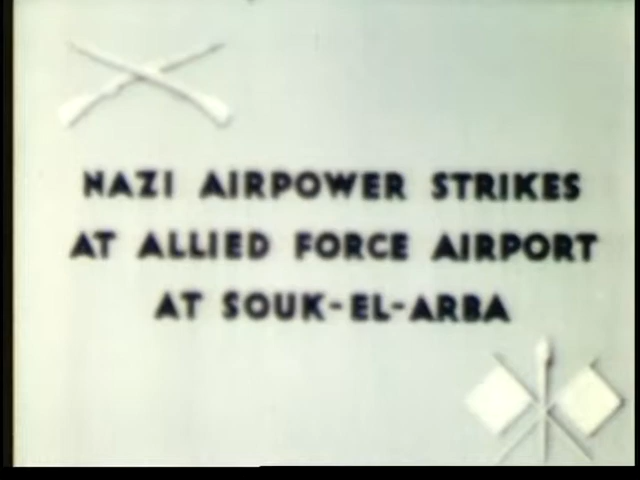 NAZI AIRPOWER STRIKES
AT ALLIED FORCE AIRPORT
AT SOUK-EL-ARBA